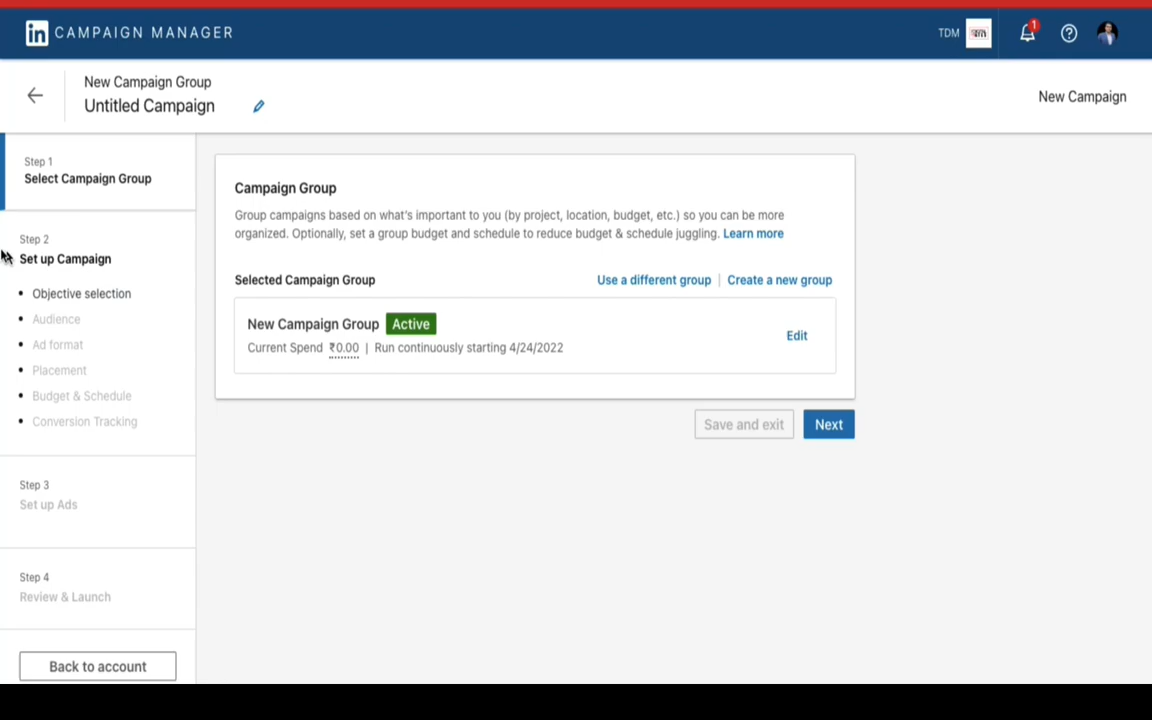 in CAMPAIGN MANAGER
TDM
1
New Campaign Group
Untitled Campaign
New Campaign
Step 1
Select Campaign Group
Step 2
Set up Campaign
Objective selection
Audience
Ad format
Placement
Budget & Schedule
Conversion Tracking
Step 3
Set up Ads
Step 4
Review & Launch
Back to account
Campaign Group
Group campaigns based on what's important to you (by project, location, budget, etc.) so you can be more
organized. Optionally, set a group budget and schedule to reduce budget & schedule juggling. Learn more
Selected Campaign Group
Use a different group | Create a new group
New Campaign Group Active
Current Spend ₹0.00 | Run continuously starting 4/24/2022
Edit
Save and exit
Next